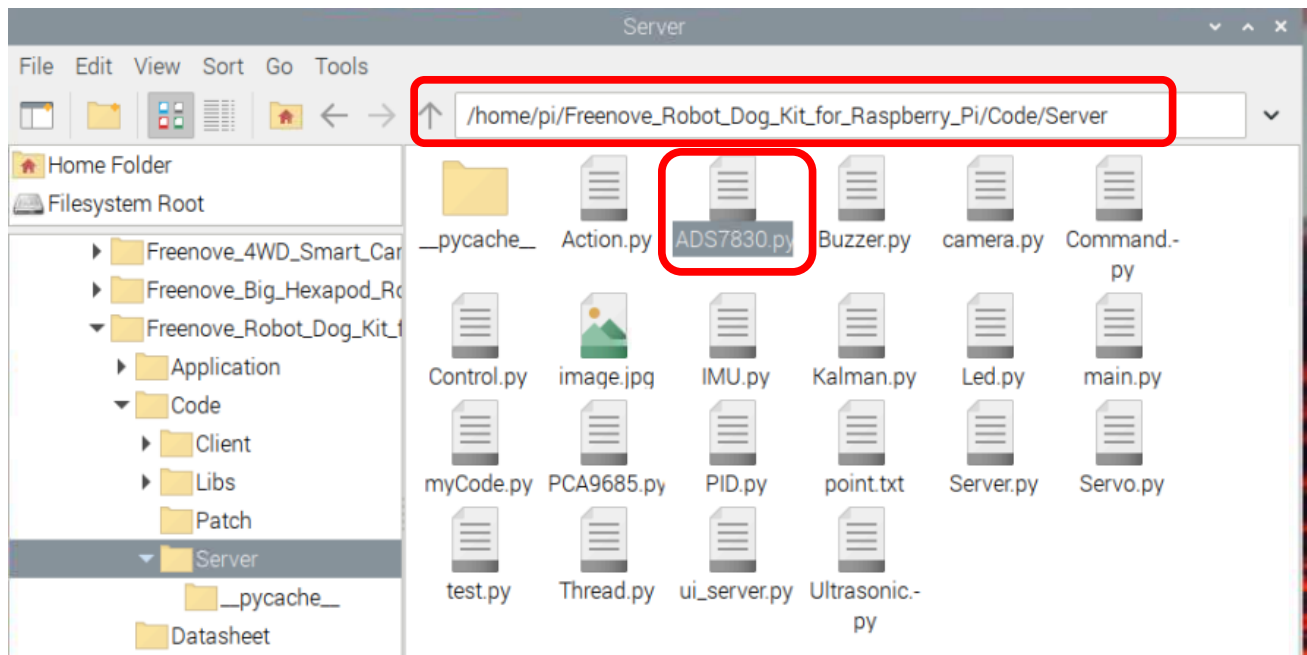 Server
File Edit View Sort Go Tools
/home/pi/Freenove_Robot_Dog_Kit_for_Raspberry_Pi/Code/Server
Home Folder
Filesystem Root
Freenove_4WD_Smart_Car
Freenove_Big_Hexapod_Ro
Freenove_Robot_Dog_Kit_f
Application
Code
Client
Libs
Patch
Server
__pycache__
Datasheet
__pycache__ Action.py ADS7830.py Buzzer.py camera.py Command.-
py
Control.py image.jpg IMU.py Kalman.py Led.py main.py
myCode.py PCA9685.py PID.py point.txt Server.py Servo.py
test.py Thread.py ui_server.py Ultrasonic.-
py